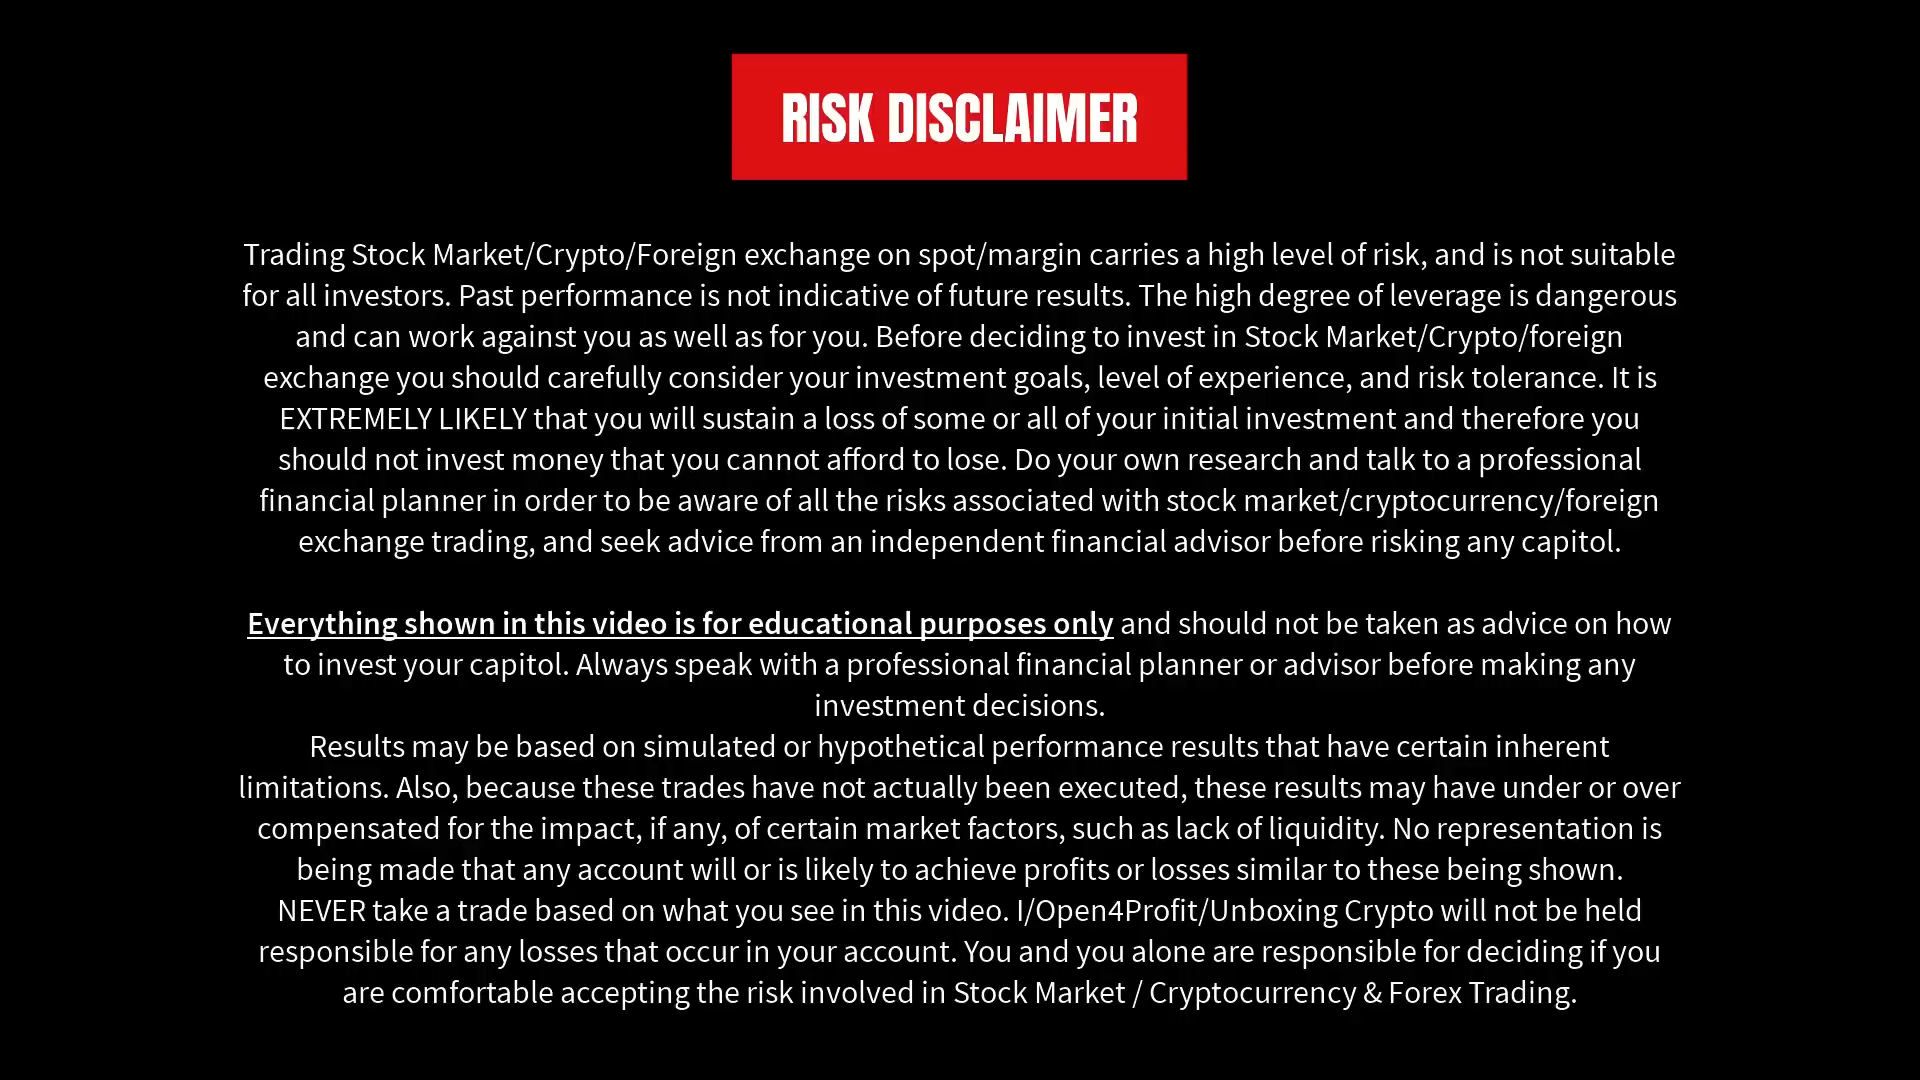 RISK DISCLAIMER
Trading Stock Market/Crypto/Foreign exchange on spot/margin carries a high level of risk, and is not suitable
for all investors. Past performance is not indicative of future results. The high degree of leverage is dangerous
and can work against you as well as for you. Before deciding to invest in Stock Market/Crypto/foreign
exchange you should carefully consider your investment goals, level of experience, and risk tolerance. It is
EXTREMELY LIKELY that you will sustain a loss of some or all of your initial investment and therefore you
should not invest money that you cannot afford to lose. Do your own research and talk to a professional
financial planner in order to be aware of all the risks associated with stock market/cryptocurrency/foreign
exchange trading, and seek advice from an independent financial advisor before risking any capitol.
Everything shown in this video is for educational purposes only and should not be taken as advice on how
to invest your capitol. Always speak with a professional financial planner or advisor before making any
investment decisions.
Results may be based on simulated or hypothetical performance results that have certain inherent
limitations. Also, because these trades have not actually been executed, these results may have under or over
compensated for the impact, if any, of certain market factors, such as lack of liquidity. No representation is
being made that any account will or is likely to achieve profits or losses similar to these being shown.
NEVER take a trade based on what you see in this video. I/Open4Profit/Unboxing Crypto will not be held
responsible for any losses that occur in your account. You and you alone are responsible for deciding if you
are comfortable accepting the risk involved in Stock Market / Cryptocurrency & Forex Trading.